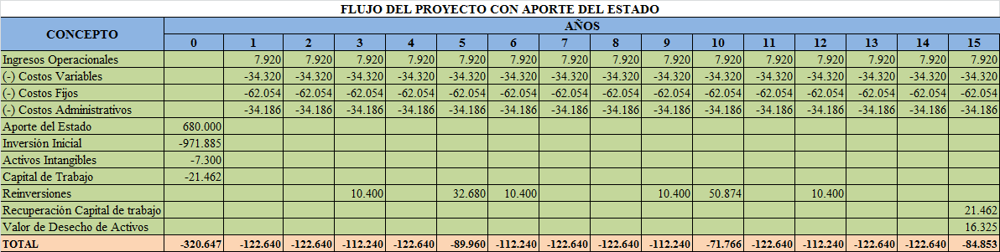 FLUJO DEL PROYECTO CON APORTE DEL ESTADO
CONCEPTO AÑOS
0 1 2 3 4 5 6 7 8 9 10 11 12 13 14 15
Ingresos Operacionales 7.920 7.920 7.920 7.920 7.920 7.920 7.920 7.920 7.920 7.920 7.920 7.920 7.920 7.920 7.920
(-) Costos Variables -34.320 -34.320 -34.320 -34.320 -34.320 -34.320 -34.320 -34.320 -34.320 -34.320 -34.320 -34.320 -34.320 -34.320 -34.320
(-) Costos Fijos -62.054 -62.054 -62.054 -62.054 -62.054 -62.054 -62.054 -62.054 -62.054 -62.054 -62.054 -62.054 -62.054 -62.054 -62.054
(-) Costos Administrativos -34.186 -34.186 -34.186 -34.186 -34.186 -34.186 -34.186 -34.186 -34.186 -34.186 -34.186 -34.186 -34.186 -34.186 -34.186
Aporte del Estado 680.000
Inversión Inicial -971.885
Activos Intangibles -7.300
Capital de Trabajo -21.462
Reinversiones 10.400 32.680 10.400 10.400 50.874 10.400
Recuperación Capital de trabajo 21.462
Valor de Desecho de Activos 16.325
TOTAL -320.647 -122.640 -122.640 -112.240 -122.640 -89.960 -112.240 -122.640 -122.640 -112.240 -71.766 -122.640 -112.240 -122.640 -122.640 -84.853